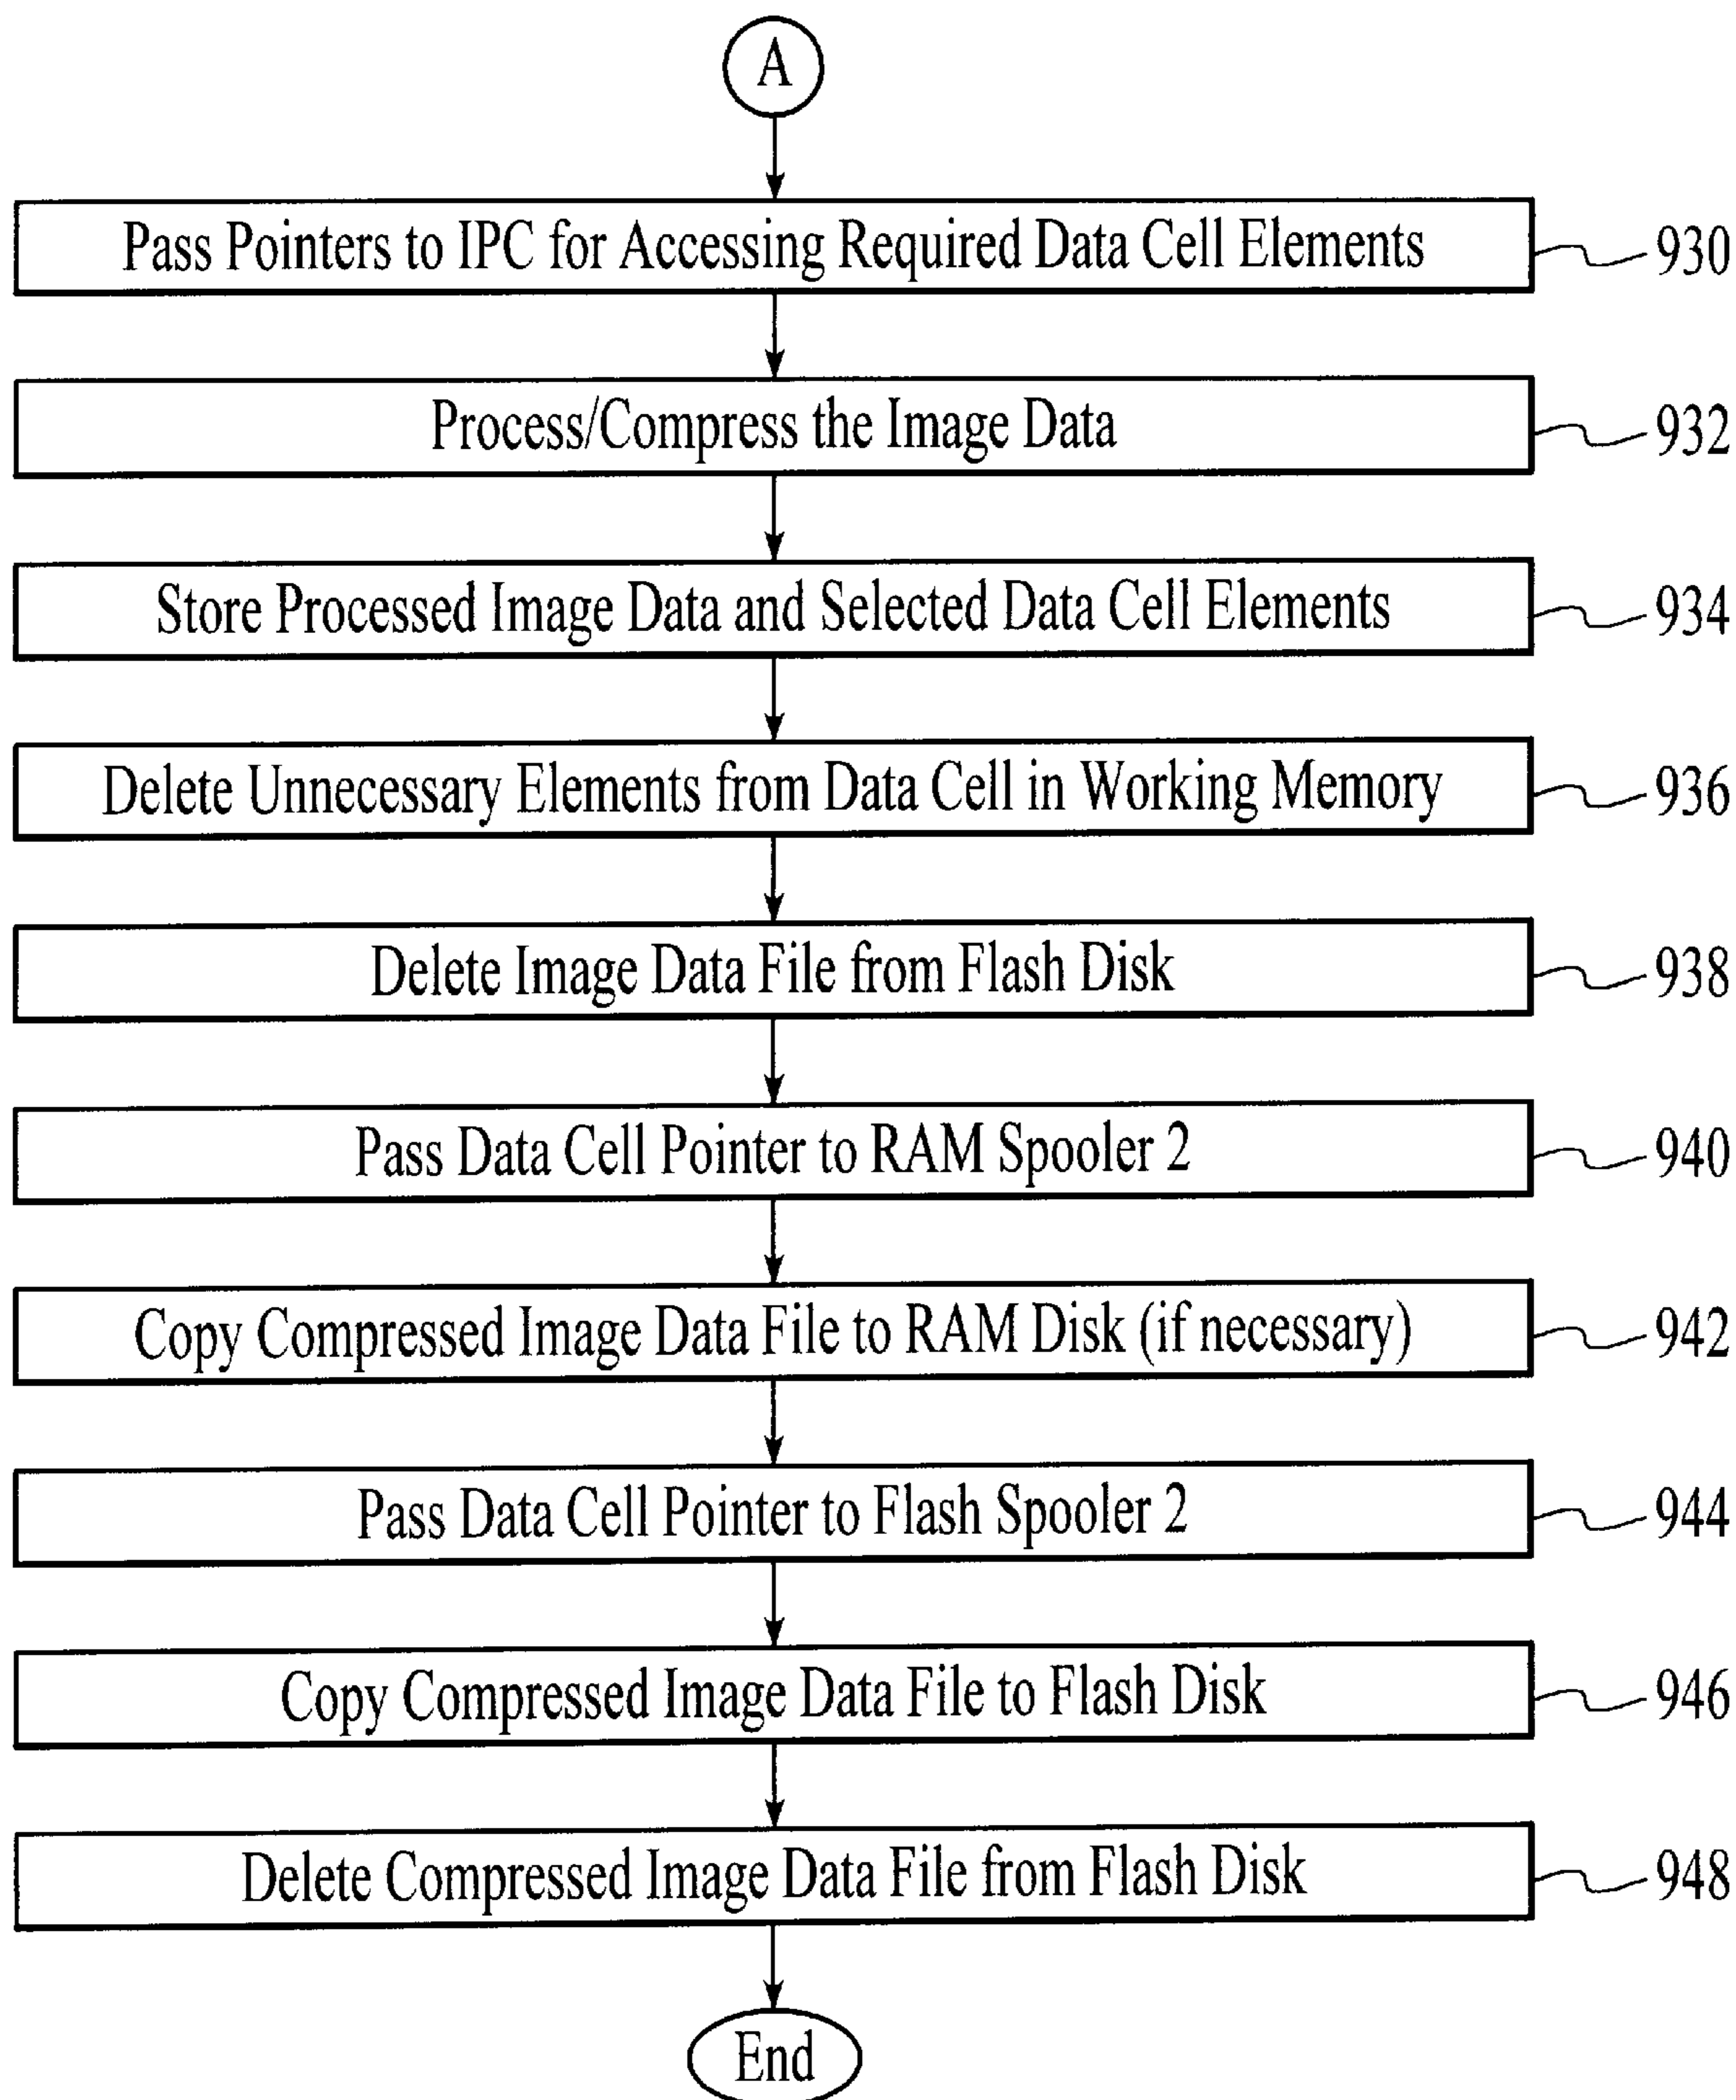 A
Pass Pointers to IPC for Accessing Required Data Cell Elements 930
Process/Compress the Image Data 932
Store Processed Image Data and Selected Data Cell Elements 934
Delete Unnecessary Elements from Data Cell in Working Memory 936
Delete Image Data File from Flash Disk 938
Pass Data Cell Pointer to RAM Spooler 2 940
Copy Compressed Image Data File to RAM Disk (if necessary) 942
Pass Data Cell Pointer to Flash Spooler 2 944
Copy Compressed Image Data File to Flash Disk 946
Delete Compressed Image Data File from Flash Disk 948
End